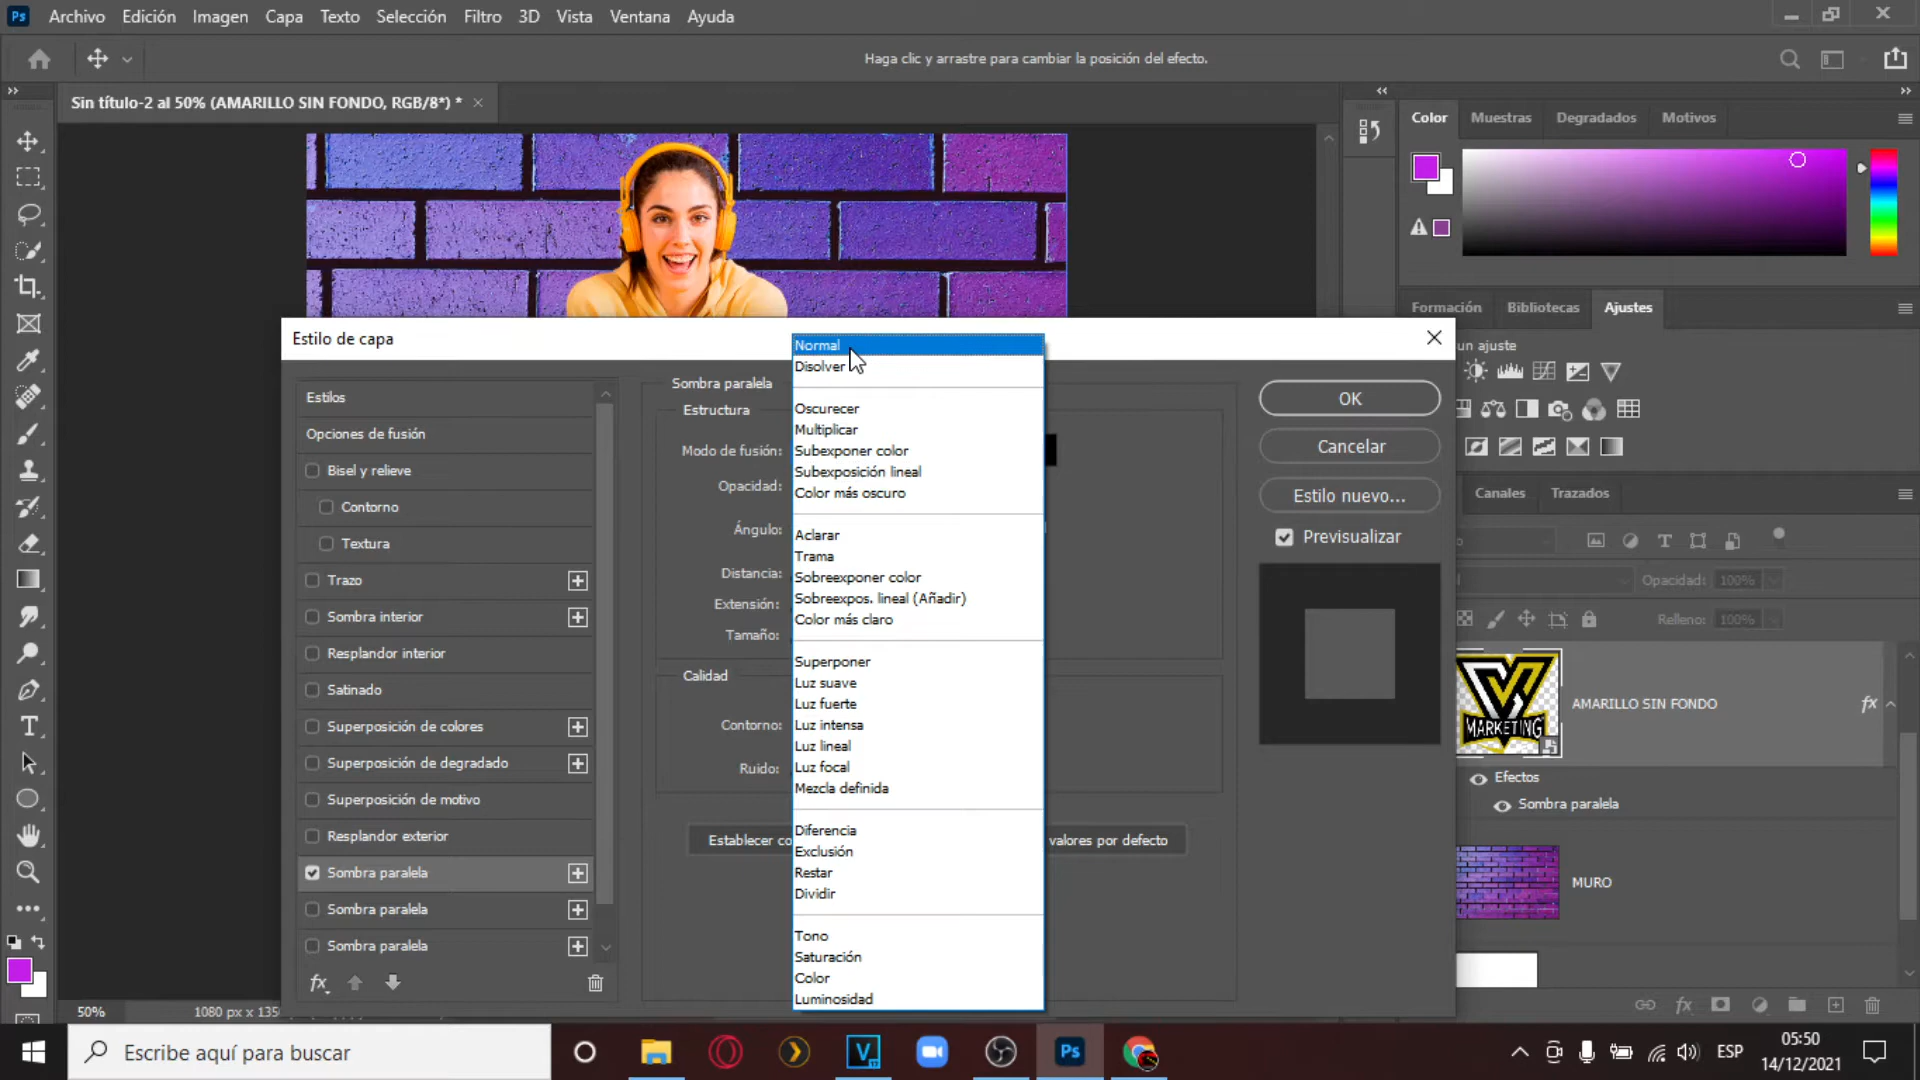 Ps Archivo Edición Imagen Capa Texto Selección Filtro 3D Vista Ventana Ayuda
Haga clic y arrastre para cambiar la posición del efecto.
Sin título-2 al 50% (AMARILLO SIN FONDO, RGB/8*) *
Color Muestras Degradados Motivos
Formación Bibliotecas Ajustes
un ajuste
Estilo de capa
Estilos
Opciones de fusión
Bisel y relieve
Contorno
Textura
Trazo
Sombra interior
Resplandor interior
Satinado
Superposición de colores
Superposición de degradado
Superposición de motivo
Resplandor exterior
Sombra paralela
Sombra paralela
Sombra paralela
fx
Sombra paralela
Estructura
Modo de fusión:
Opacidad:
Ángulo:
Distancia:
Extensión:
Tamaño:
Calidad
Contorno:
Ruido:
Establecer co
valores por defecto
Normal
Disolver
Oscurecer
Multiplicar
Subexponer color
Subexposición lineal
Color más oscuro
Aclarar
Trama
Sobreexponer color
Sobreexpos. lineal (Añadir)
Color más claro
Superponer
Luz suave
Luz fuerte
Luz intensa
Luz lineal
Luz focal
Mezcla definida
Diferencia
Exclusión
Restar
Dividir
Tono
Saturación
Color
Luminosidad
OK
Cancelar
Estilo nuevo...
Previsualizar
Canales Trazados
Opacidad: 100%
Relleno: 100%
MARKETING
AMARILLO SIN FONDO fx
Efectos
Sombra paralela
MURO
fx
50% 1080 px x 135
Escribe aquí para buscar
Ps
ESP
05:50
14/12/2021